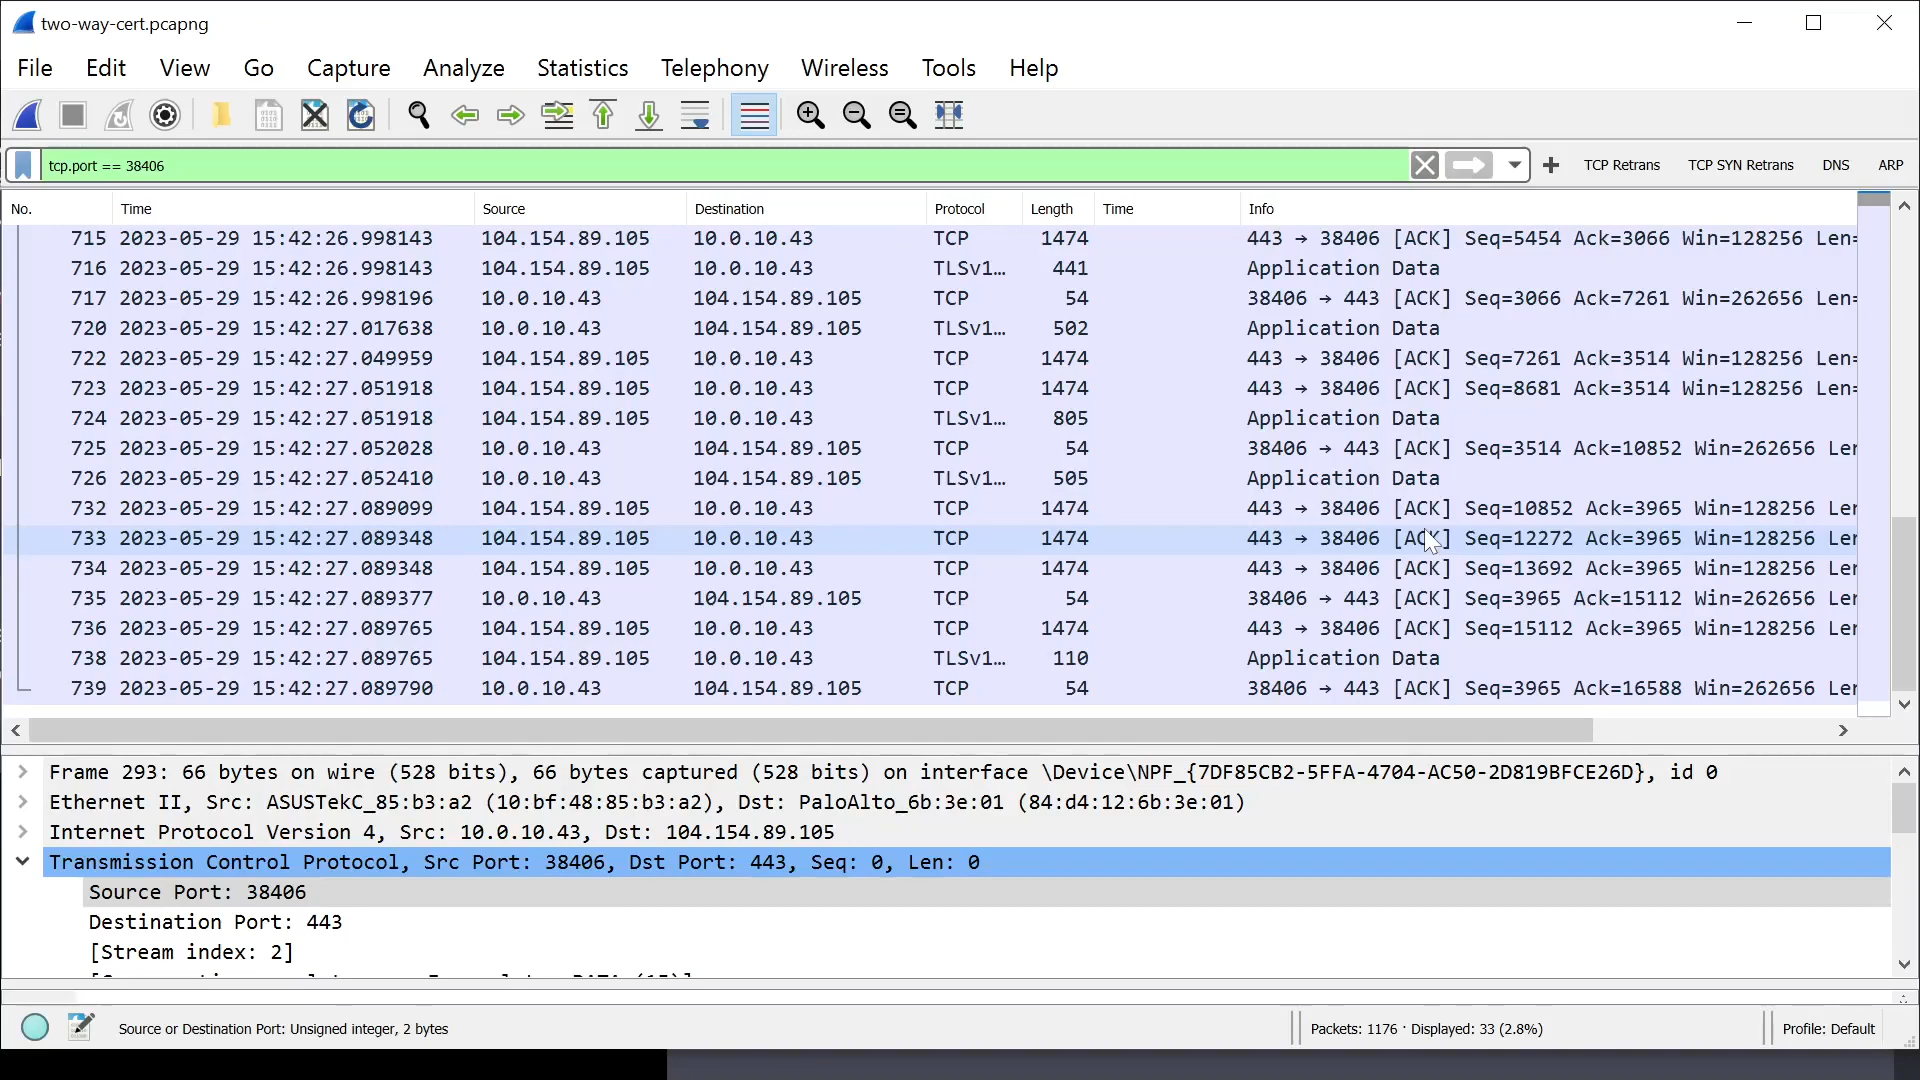 two-way-cert.pcapng
File Edit View Go Capture Analyze Statistics Telephony Wireless Tools Help
tcp.port == 38406 TCP Retrans TCP SYN Retrans DNS ARP
No. Time Source Destination Protocol Length Time Info
715 2023-05-29 15:42:26.998143 104.154.89.105 10.0.10.43 TCP 1474 443 → 38406 [ACK] Seq=5454 Ack=3066 Win=128256 Len=
716 2023-05-29 15:42:26.998143 104.154.89.105 10.0.10.43 TLSv1… 441 Application Data
717 2023-05-29 15:42:26.998196 10.0.10.43 104.154.89.105 TCP 54 38406 → 443 [ACK] Seq=3066 Ack=7261 Win=262656 Len=
720 2023-05-29 15:42:27.017638 10.0.10.43 104.154.89.105 TLSv1… 502 Application Data
722 2023-05-29 15:42:27.049959 104.154.89.105 10.0.10.43 TCP 1474 443 → 38406 [ACK] Seq=7261 Ack=3514 Win=128256 Len=
723 2023-05-29 15:42:27.051918 104.154.89.105 10.0.10.43 TCP 1474 443 → 38406 [ACK] Seq=8681 Ack=3514 Win=128256 Len=
724 2023-05-29 15:42:27.051918 104.154.89.105 10.0.10.43 TLSv1… 805 Application Data
725 2023-05-29 15:42:27.052028 10.0.10.43 104.154.89.105 TCP 54 38406 → 443 [ACK] Seq=3514 Ack=10852 Win=262656 Len
726 2023-05-29 15:42:27.052410 10.0.10.43 104.154.89.105 TLSv1… 505 Application Data
732 2023-05-29 15:42:27.089099 104.154.89.105 10.0.10.43 TCP 1474 443 → 38406 [ACK] Seq=10852 Ack=3965 Win=128256 Len
733 2023-05-29 15:42:27.089348 104.154.89.105 10.0.10.43 TCP 1474 443 → 38406 [ACK] Seq=12272 Ack=3965 Win=128256 Len
734 2023-05-29 15:42:27.089348 104.154.89.105 10.0.10.43 TCP 1474 443 → 38406 [ACK] Seq=13692 Ack=3965 Win=128256 Len
735 2023-05-29 15:42:27.089377 10.0.10.43 104.154.89.105 TCP 54 38406 → 443 [ACK] Seq=3965 Ack=15112 Win=262656 Len
736 2023-05-29 15:42:27.089765 104.154.89.105 10.0.10.43 TCP 1474 443 → 38406 [ACK] Seq=15112 Ack=3965 Win=128256 Len
738 2023-05-29 15:42:27.089765 104.154.89.105 10.0.10.43 TLSv1… 110 Application Data
739 2023-05-29 15:42:27.089790 10.0.10.43 104.154.89.105 TCP 54 38406 → 443 [ACK] Seq=3965 Ack=16588 Win=262656 Len
Frame 293: 66 bytes on wire (528 bits), 66 bytes captured (528 bits) on interface \Device\NPF_{7DF85CB2-5FFA-4704-AC50-2D819BFCE26D}, id 0
Ethernet II, Src: ASUSTekC_85:b3:a2 (10:bf:48:85:b3:a2), Dst: PaloAlto_6b:3e:01 (84:d4:12:6b:3e:01)
Internet Protocol Version 4, Src: 10.0.10.43, Dst: 104.154.89.105
Transmission Control Protocol, Src Port: 38406, Dst Port: 443, Seq: 0, Len: 0
Source Port: 38406
Destination Port: 443
[Stream index: 2]
Source or Destination Port: Unsigned integer, 2 bytes Packets: 1176 · Displayed: 33 (2.8%) Profile: Default